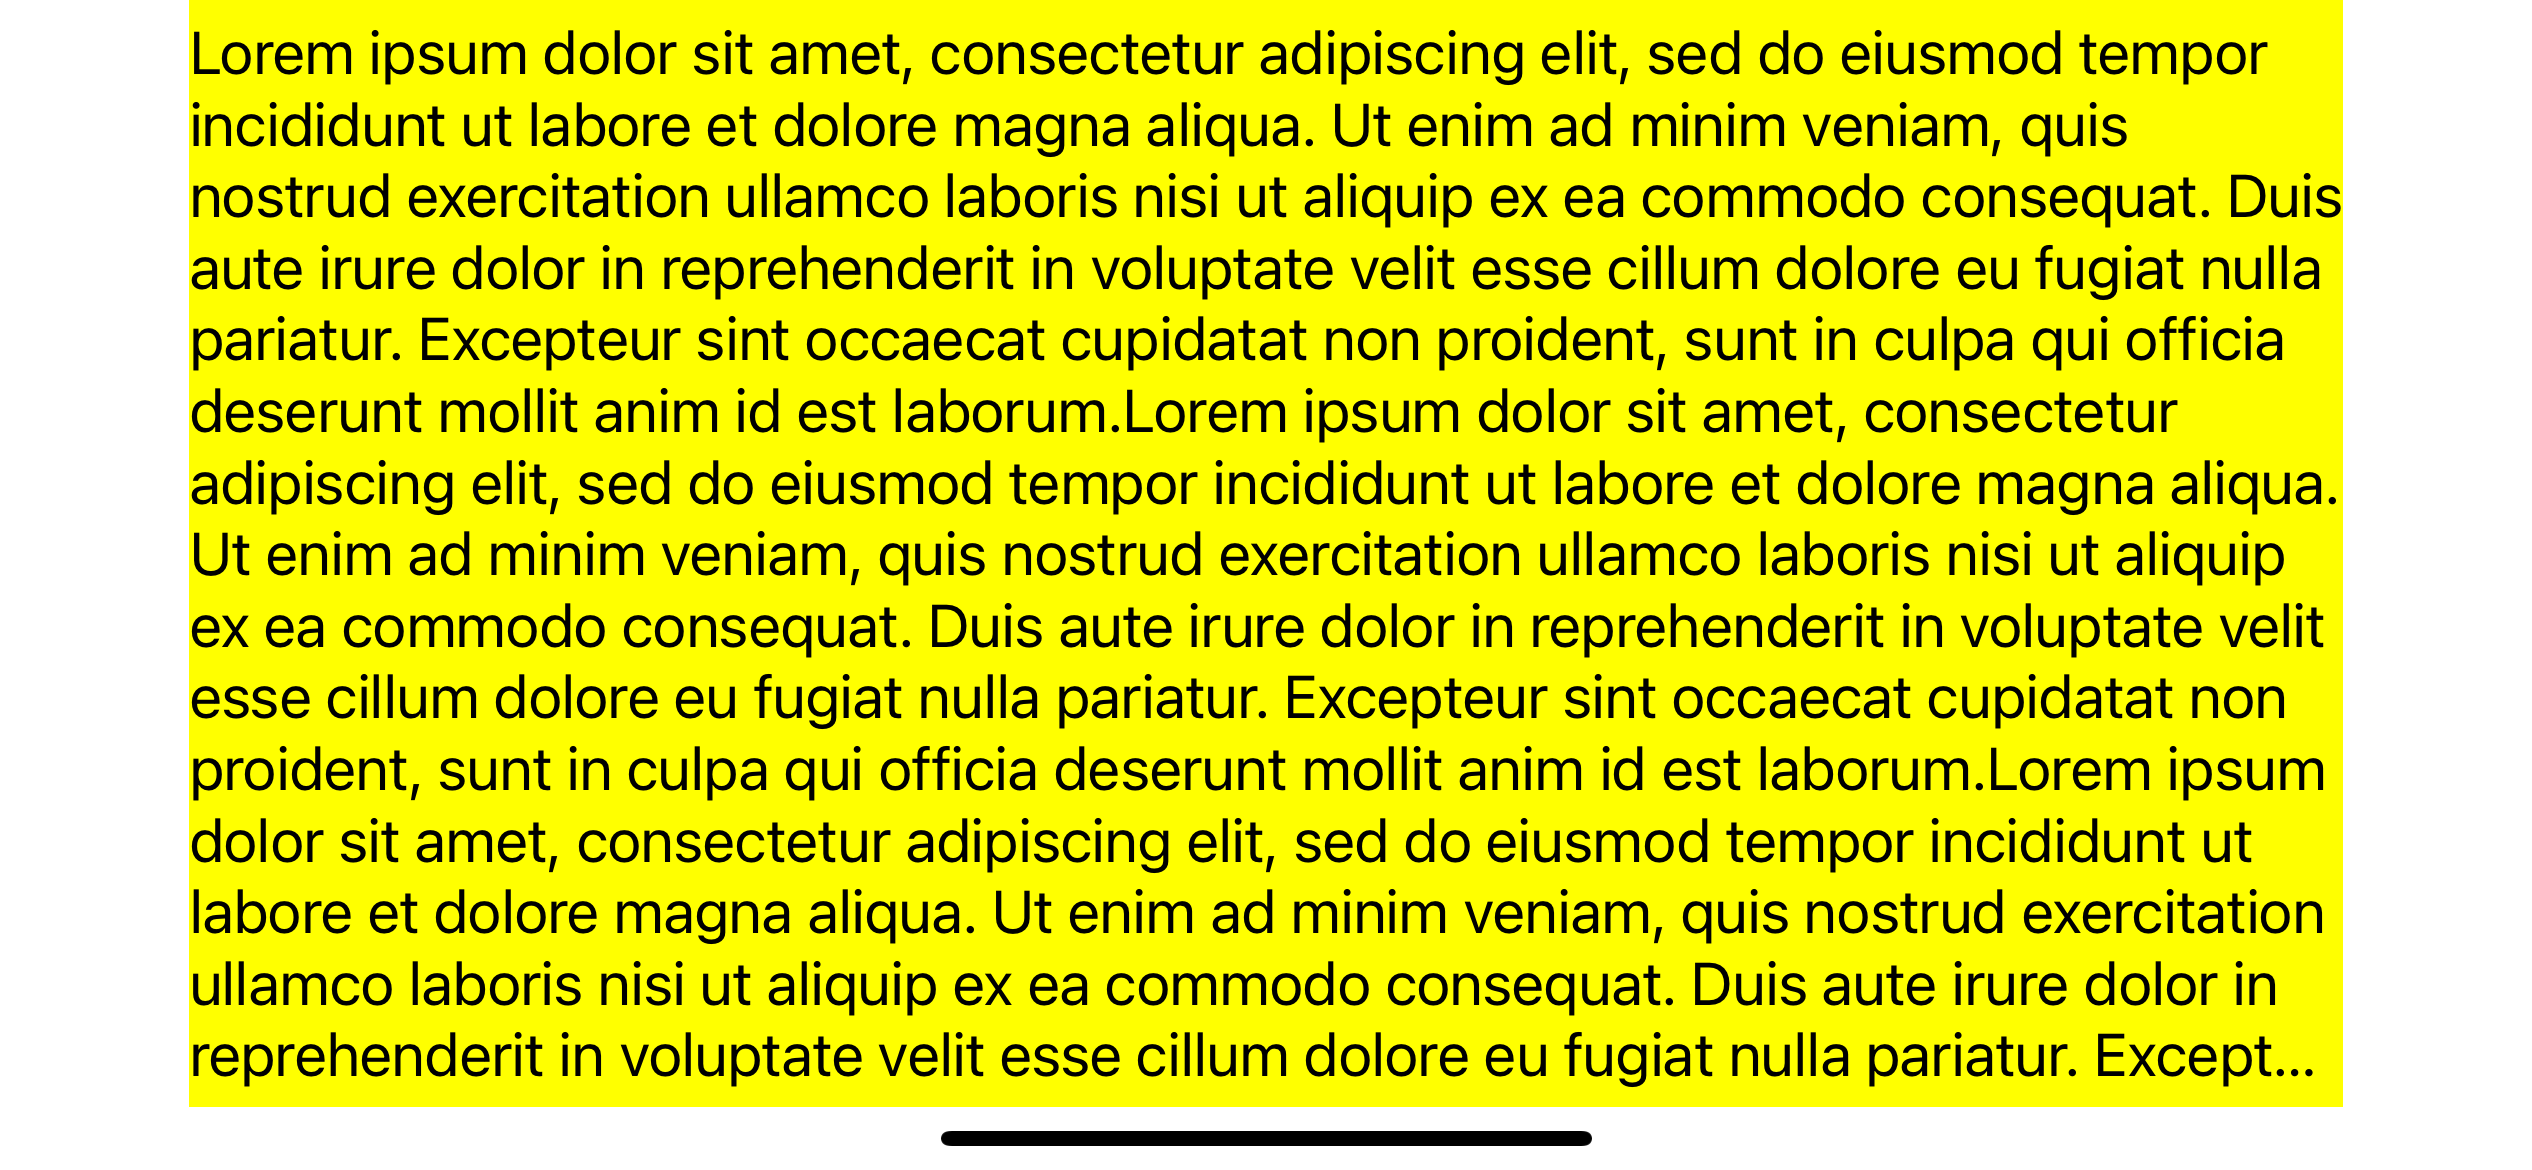 Lorem ipsum dolor sit amet, consectetur adipiscing elit, sed do eiusmod tempor
incididunt ut labore et dolore magna aliqua. Ut enim ad minim veniam, quis
nostrud exercitation ullamco laboris nisi ut aliquip ex ea commodo consequat. Duis
aute irure dolor in reprehenderit in voluptate velit esse cillum dolore eu fugiat nulla
pariatur. Excepteur sint occaecat cupidatat non proident, sunt in culpa qui officia
deserunt mollit anim id est laborum.Lorem ipsum dolor sit amet, consectetur
adipiscing elit, sed do eiusmod tempor incididunt ut labore et dolore magna aliqua.
Ut enim ad minim veniam, quis nostrud exercitation ullamco laboris nisi ut aliquip
ex ea commodo consequat. Duis aute irure dolor in reprehenderit in voluptate velit
esse cillum dolore eu fugiat nulla pariatur. Excepteur sint occaecat cupidatat non
proident, sunt in culpa qui officia deserunt mollit anim id est laborum.Lorem ipsum
dolor sit amet, consectetur adipiscing elit, sed do eiusmod tempor incididunt ut
labore et dolore magna aliqua. Ut enim ad minim veniam, quis nostrud exercitation
ullamco laboris nisi ut aliquip ex ea commodo consequat. Duis aute irure dolor in
reprehenderit in voluptate velit esse cillum dolore eu fugiat nulla pariatur. Except...